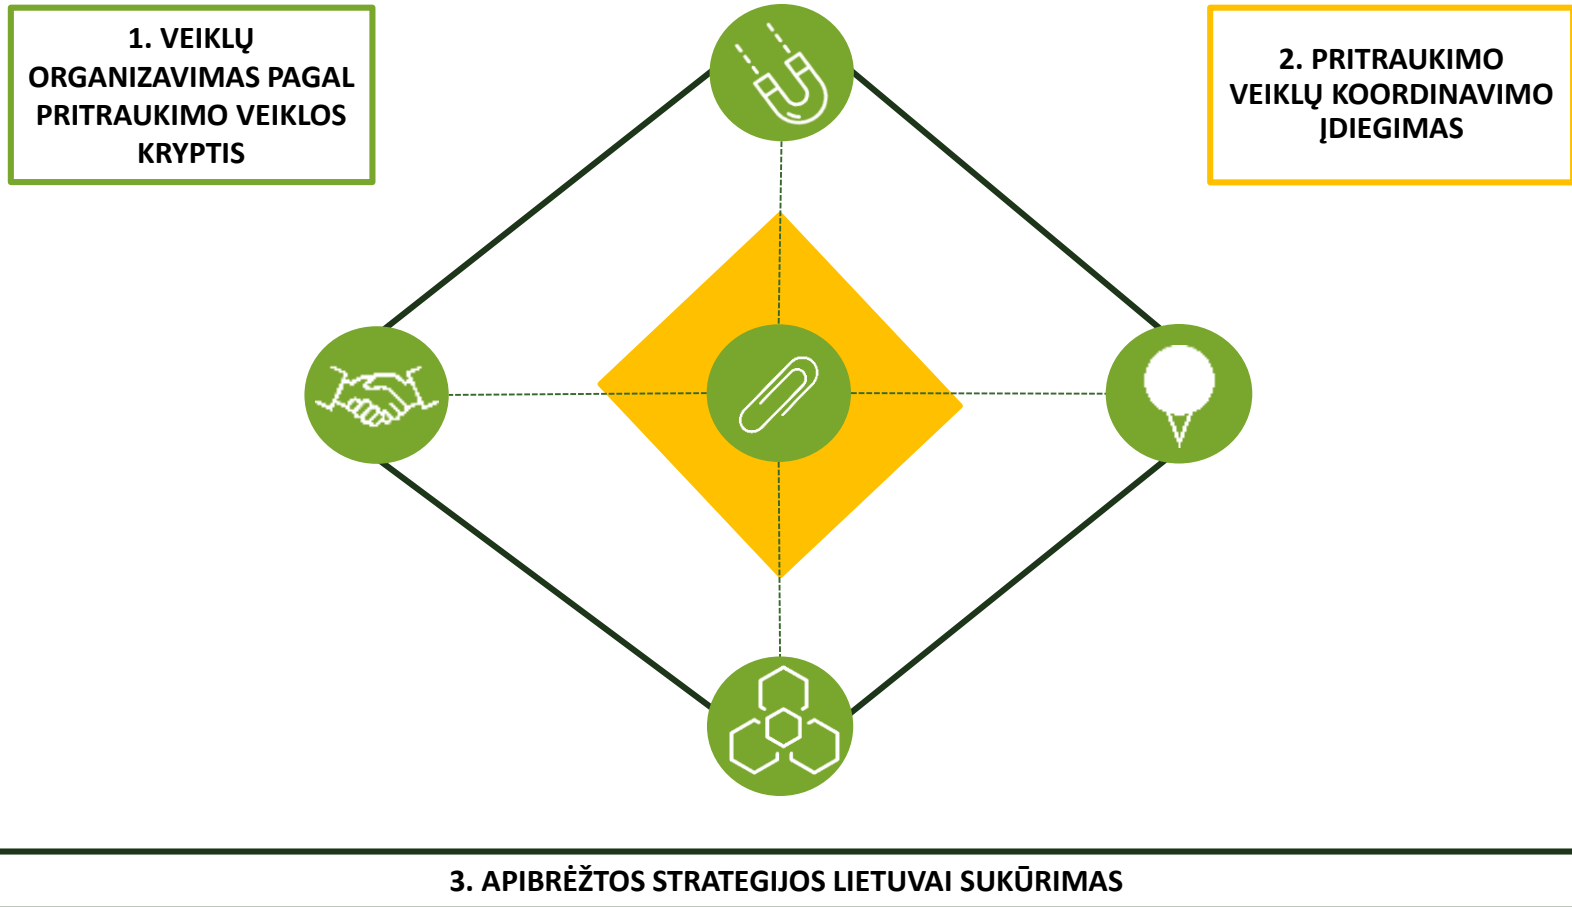 1. VEIKLŲ
ORGANIZAVIMAS PAGAL
PRITRAUKIMO VEIKLOS
KRYPTIS
2. PRITRAUKIMO
VEIKLŲ KOORDINAVIMO
ĮDIEGIMAS
3. APIBRĖŽTOS STRATEGIJOS LIETUVAI SUKŪRIMAS